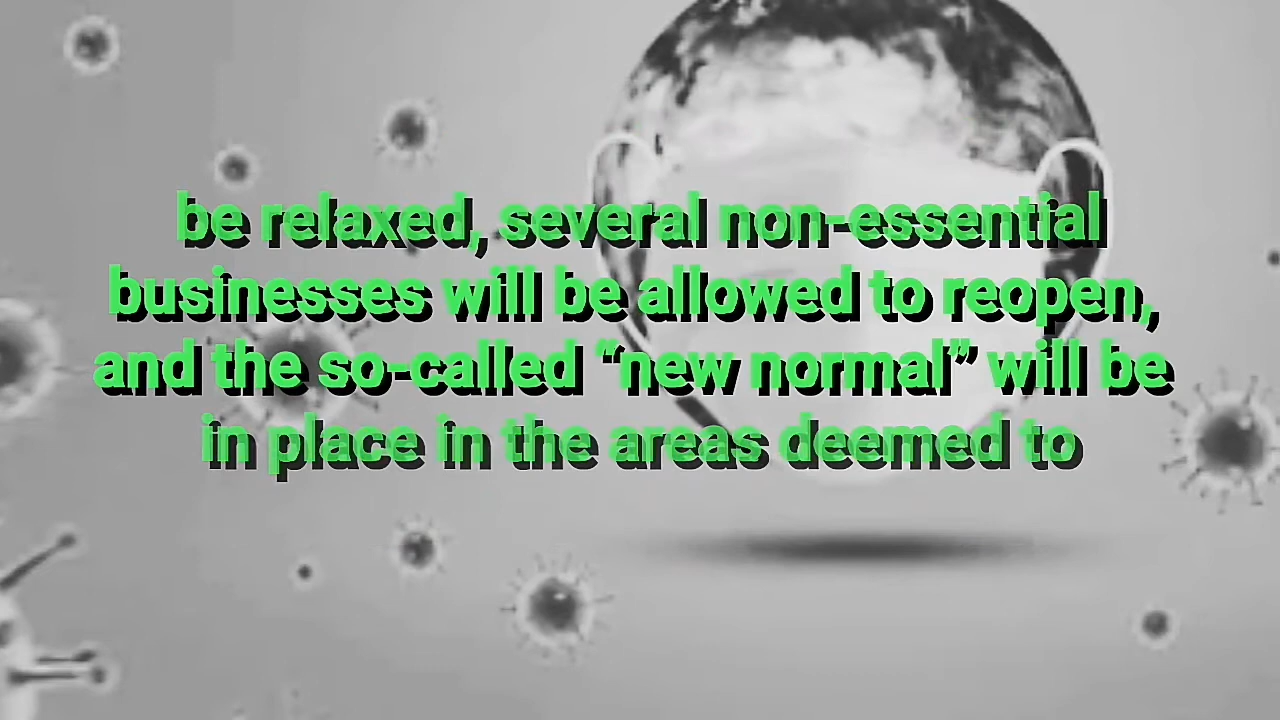 be relaxed, several non-essential
businesses will be allowed to reopen,
and the so-called “new normal” will be
in place in the areas deemed to